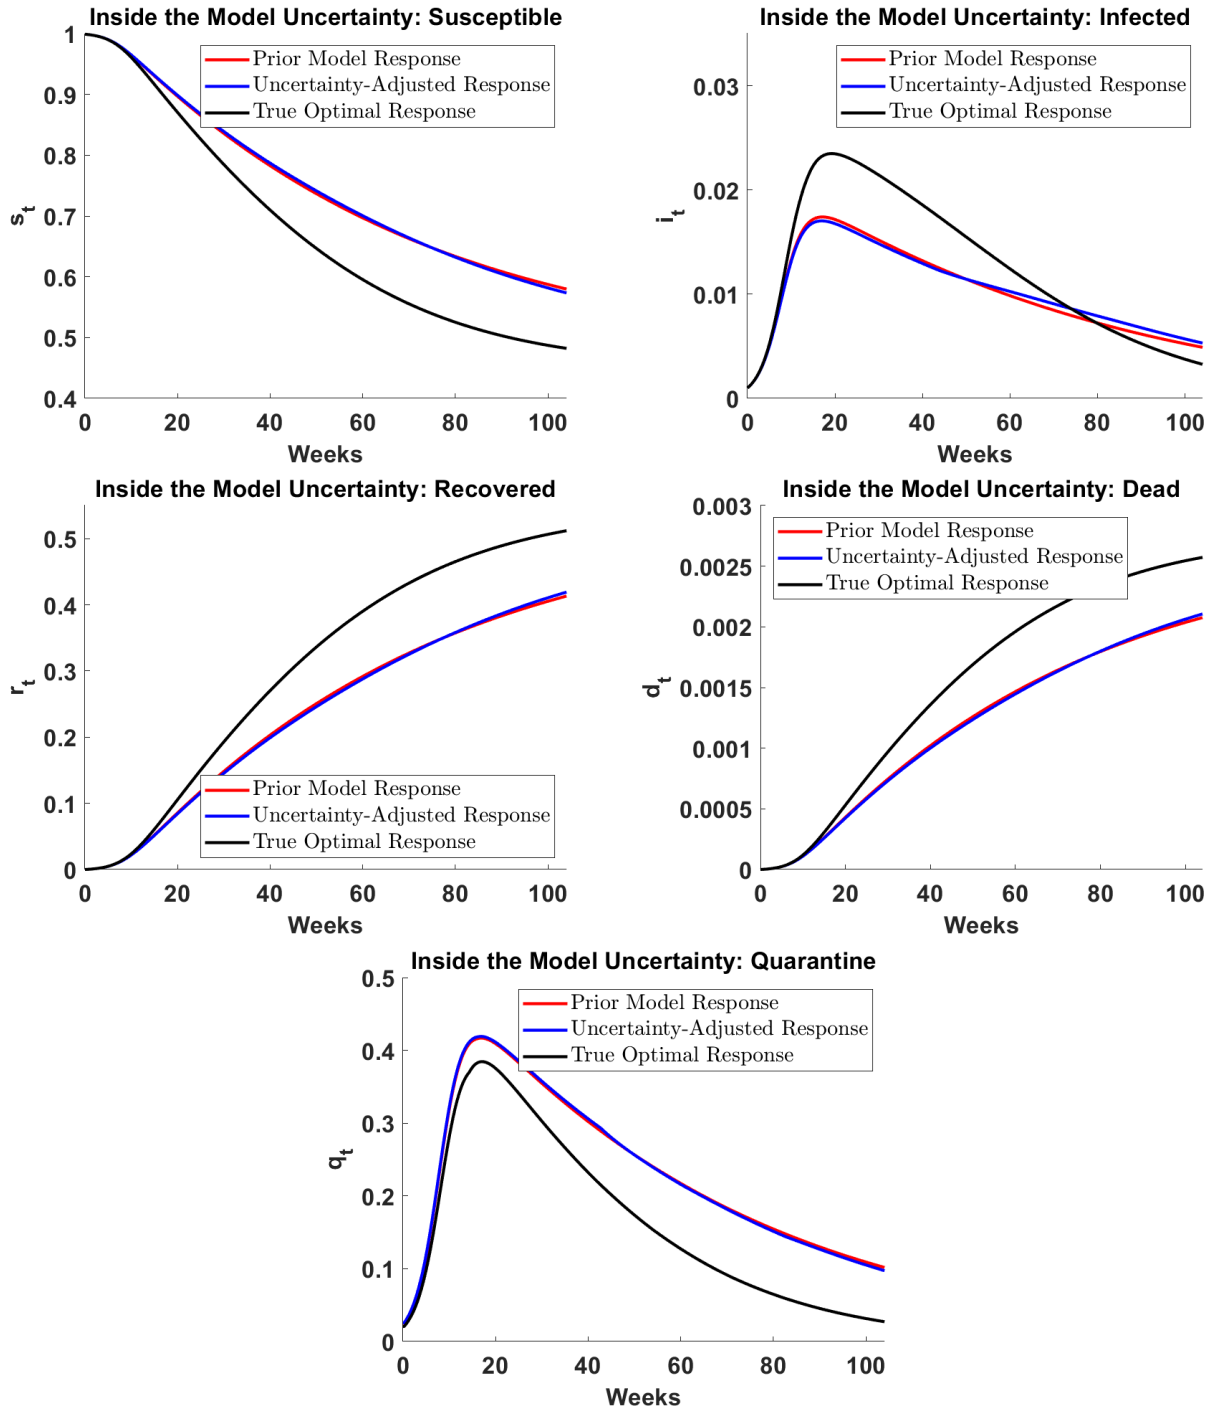 Inside the Model Uncertainty: Susceptible
1
0.9
0.8
0.7
0.6
0.5
0.4
s_t
0 20 40 60 80 100
Weeks
Prior Model Response
Uncertainty-Adjusted Response
True Optimal Response
Inside the Model Uncertainty: Infected
0.03
0.02
0.01
0
i_t
0 20 40 60 80 100
Weeks
Prior Model Response
Uncertainty-Adjusted Response
True Optimal Response
Inside the Model Uncertainty: Recovered
0.5
0.4
0.3
0.2
0.1
0
r_t
0 20 40 60 80 100
Weeks
Prior Model Response
Uncertainty-Adjusted Response
True Optimal Response
Inside the Model Uncertainty: Dead
0.003
0.0025
0.002
0.0015
0.001
0.0005
0
d_t
0 20 40 60 80 100
Weeks
Prior Model Response
Uncertainty-Adjusted Response
True Optimal Response
Inside the Model Uncertainty: Quarantine
0.5
0.4
0.3
0.2
0.1
0
q_t
0 20 40 60 80 100
Weeks
Prior Model Response
Uncertainty-Adjusted Response
True Optimal Response